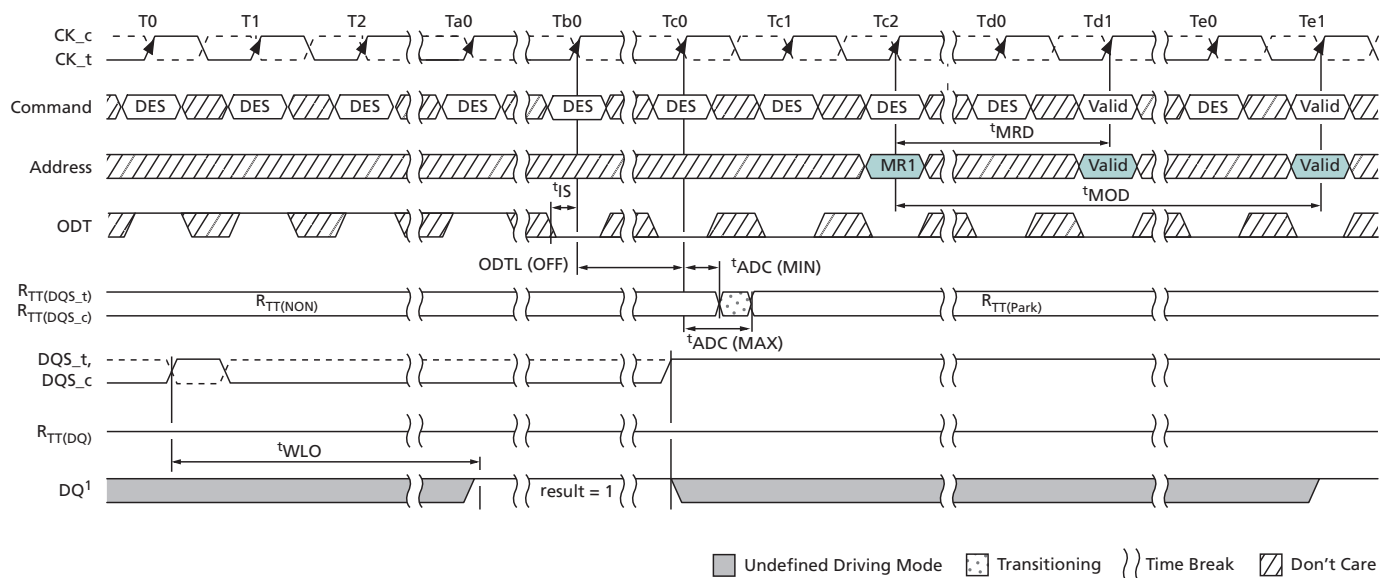 T0 T1 T2 Ta0 Tb0 Tc0 Tc1 Tc2 Td0 Td1 Te0 Te1
CK_c
CK_t
Command DES DES DES DES DES DES DES DES DES Valid DES Valid
tMRD
Address MR1 Valid Valid
tIS
tMOD
ODT
ODTL (OFF) tADC (MIN)
RTT(DQS_t)
RTT(NON) RTT(Park)
RTT(DQS_c)
tADC (MAX)
DQS_t,
DQS_c
RTT(DQ)
tWLO
DQ1 result = 1
Undefined Driving Mode Transitioning Time Break Don't Care